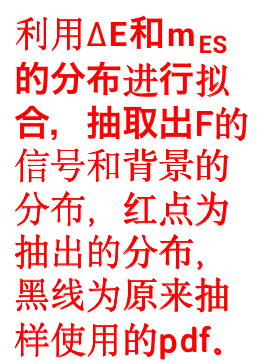 利用ΔE和mES
的分布进行拟
合，抽取出F的
信号和背景的
分布，红点为
抽出的分布，
黑线为原来抽
样使用的pdf。